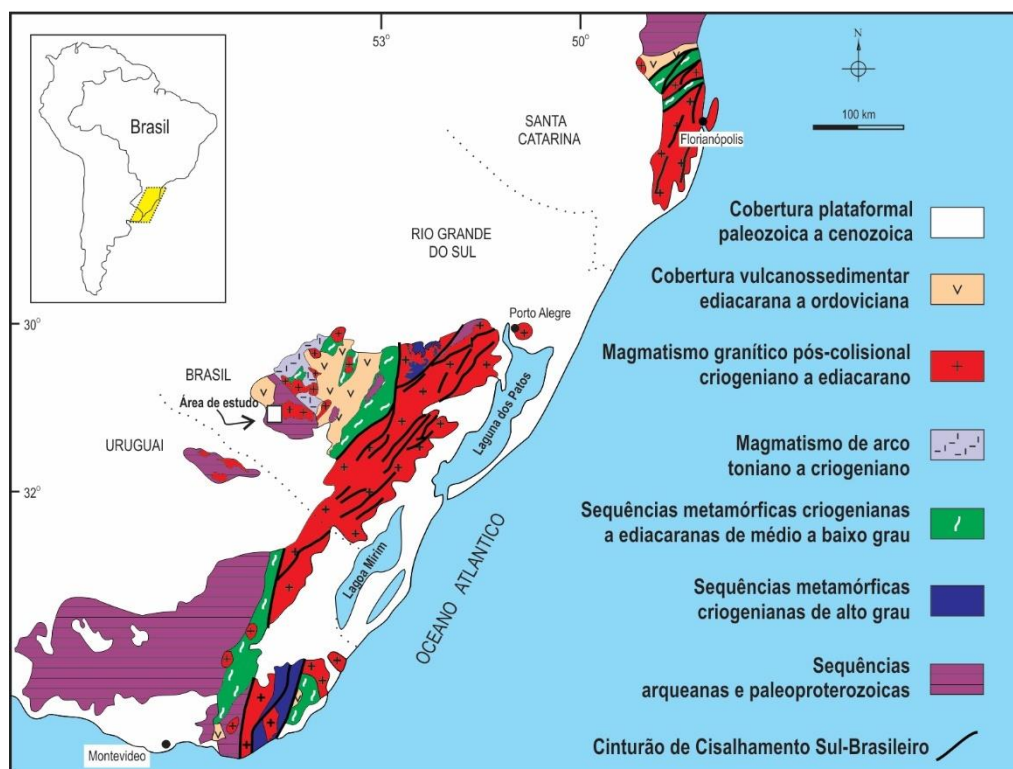 53°
50°
N
100 km
Brasil
SANTA
CATARINA
Florianópolis
RIO GRANDE
DO SUL
Cobertura plataformal
paleozoica a cenozoica
Cobertura vulcanossedimentar
ediacarana a ordoviciana
30°
Porto Alegre
Magmatismo granítico pós-colisional
criogeniano a ediacarano
BRASIL
Área de estudo
Laguna dos Patos
URUGUAI
Magmatismo de arco
toniano a criogeniano
32°
Sequências metamórficas criogenianas
a ediacaranas de médio a baixo grau
Lagoa Mirim
OCEANO ATLANTICO
Sequências metamórficas
criogenianas de alto grau
Sequências
arqueanas e paleoproterozoicas
Montevideo
Cinturão de Cisalhamento Sul-Brasileiro